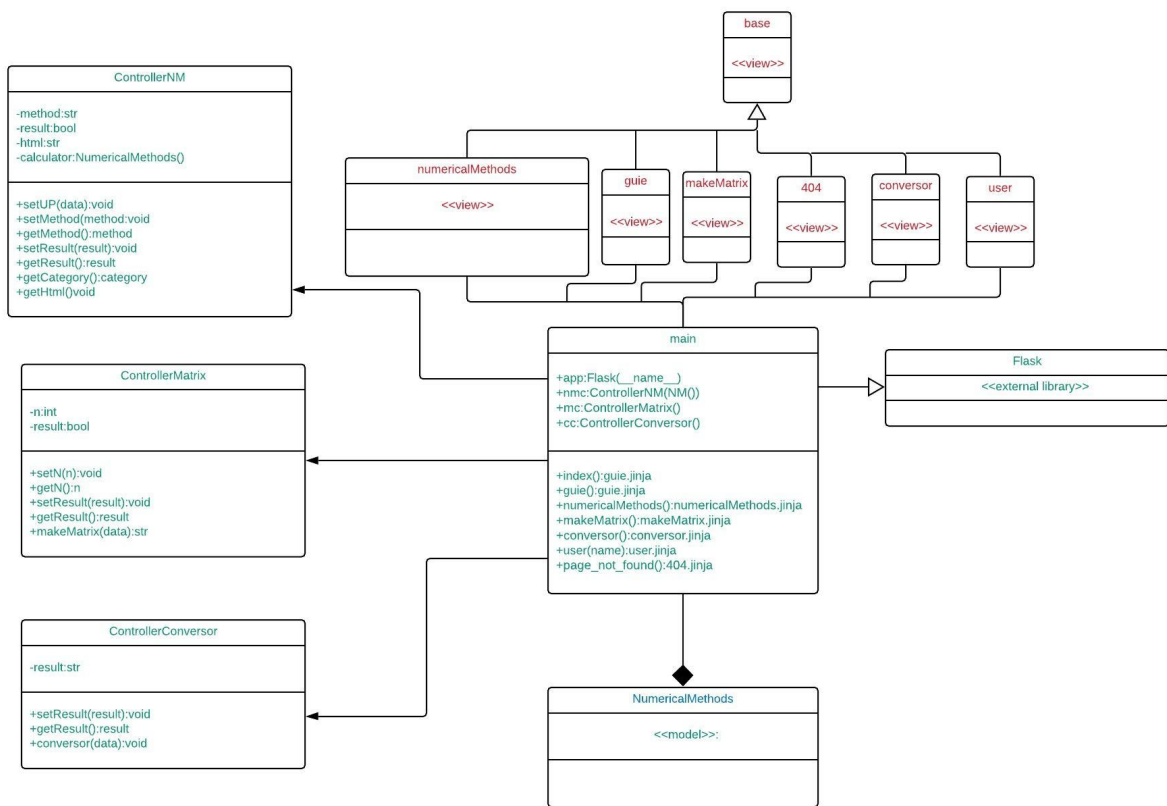 base
<<view>>
ControllerNM
-method:str
-result:bool
-html:str
-calculator:NumericalMethods()
+setUP(data):void
+setMethod(method:void
+getMethod():method
+setResult(result):void
+getResult():result
+getCategory():category
+getHtml()void
numericalMethods
<<view>>
guie
<<view>>
makeMatrix
<<view>>
404
<<view>>
conversor
<<view>>
user
<<view>>
main
+app:Flask(__name__)
+nmc:ControllerNM(NM())
+mc:ControllerMatrix()
+cc:ControllerConversor()
+index():guie.jinja
+guie():guie.jinja
+numericalMethods():numericalMethods.jinja
+makeMatrix():makeMatrix.jinja
+conversor():conversor.jinja
+user(name):user.jinja
+page_not_found():404.jinja
Flask
<<external library>>
ControllerMatrix
-n:int
-result:bool
+setN(n):void
+getN():n
+setResult(result):void
+getResult():result
+makeMatrix(data):str
ControllerConversor
-result:str
+setResult(result):void
+getResult():result
+conversor(data):void
NumericalMethods
<<model>>: